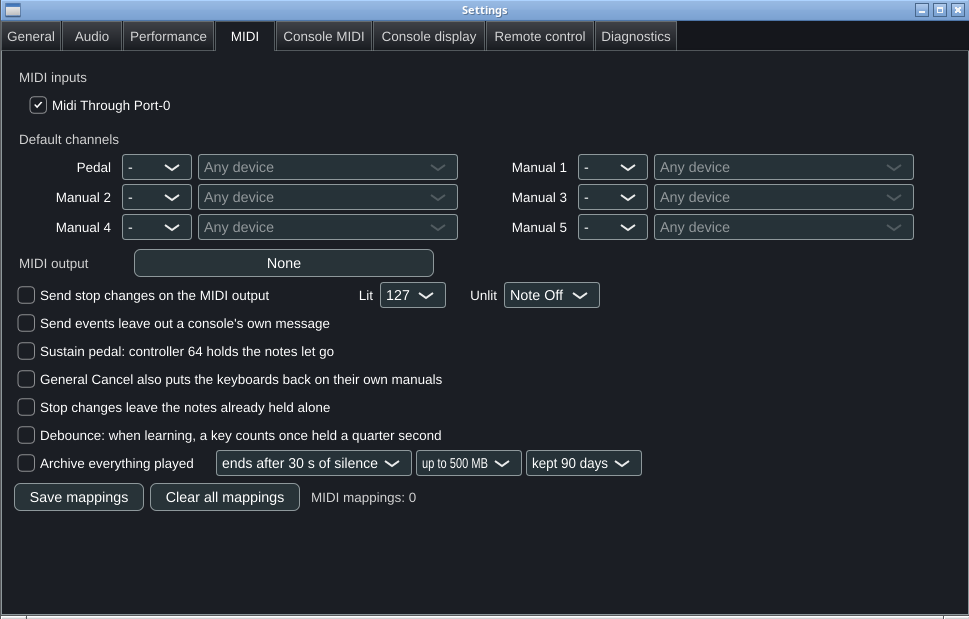 Settings
General Audio Performance MIDI Console MIDI Console display Remote control Diagnostics
MIDI inputs
Midi Through Port-0
Default channels
Pedal - Any device Manual 1 - Any device
Manual 2 - Any device Manual 3 - Any device
Manual 4 - Any device Manual 5 - Any device
MIDI output None
Send stop changes on the MIDI output Lit 127 Unlit Note Off
Send events leave out a console's own message
Sustain pedal: controller 64 holds the notes let go
General Cancel also puts the keyboards back on their own manuals
Stop changes leave the notes already held alone
Debounce: when learning, a key counts once held a quarter second
Archive everything played ends after 30 s of silence up to 500 MB kept 90 days
Save mappings Clear all mappings MIDI mappings: 0